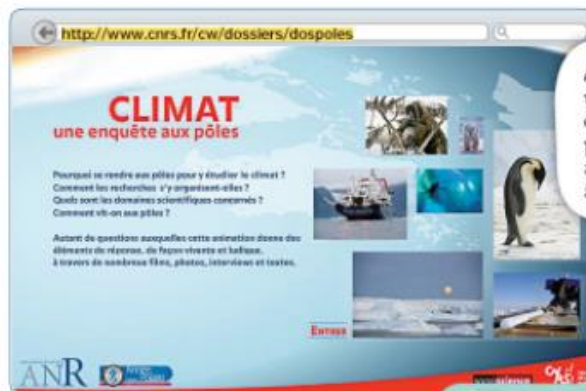 http://www.cnrs.fr/cw/dossiers/dospoles
CLIMAT
une enquête aux pôles
Pourquoi se rendre aux pôles pour y étudier le climat ?
Comment les recherches s'y organisent-elles ?
Quels sont les domaines scientifiques concernés ?
Comment vit-on aux pôles ?
Autant de questions auxquelles cette animation donne des
éléments de réponse, de façon vivante et ludique,
à travers de nombreux films, photos, interviews et textes.
ENTRER
ANR